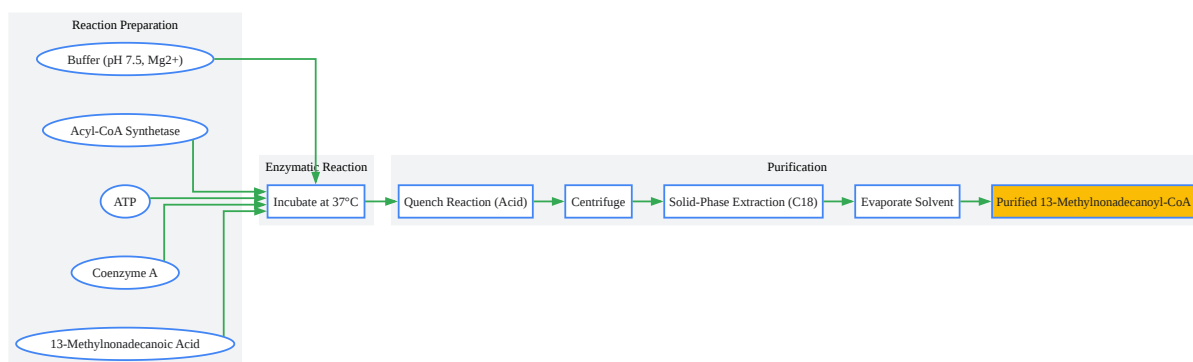 Reaction Preparation
Buffer (pH 7.5, Mg2+)
Acyl-CoA Synthetase
ATP
Coenzyme A
13-Methylnonadecanoic Acid
Enzymatic Reaction
Incubate at 37°C
Purification
Quench Reaction (Acid)
Centrifuge
Solid-Phase Extraction (C18)
Evaporate Solvent
Purified 13-Methylnonadecanoyl-CoA